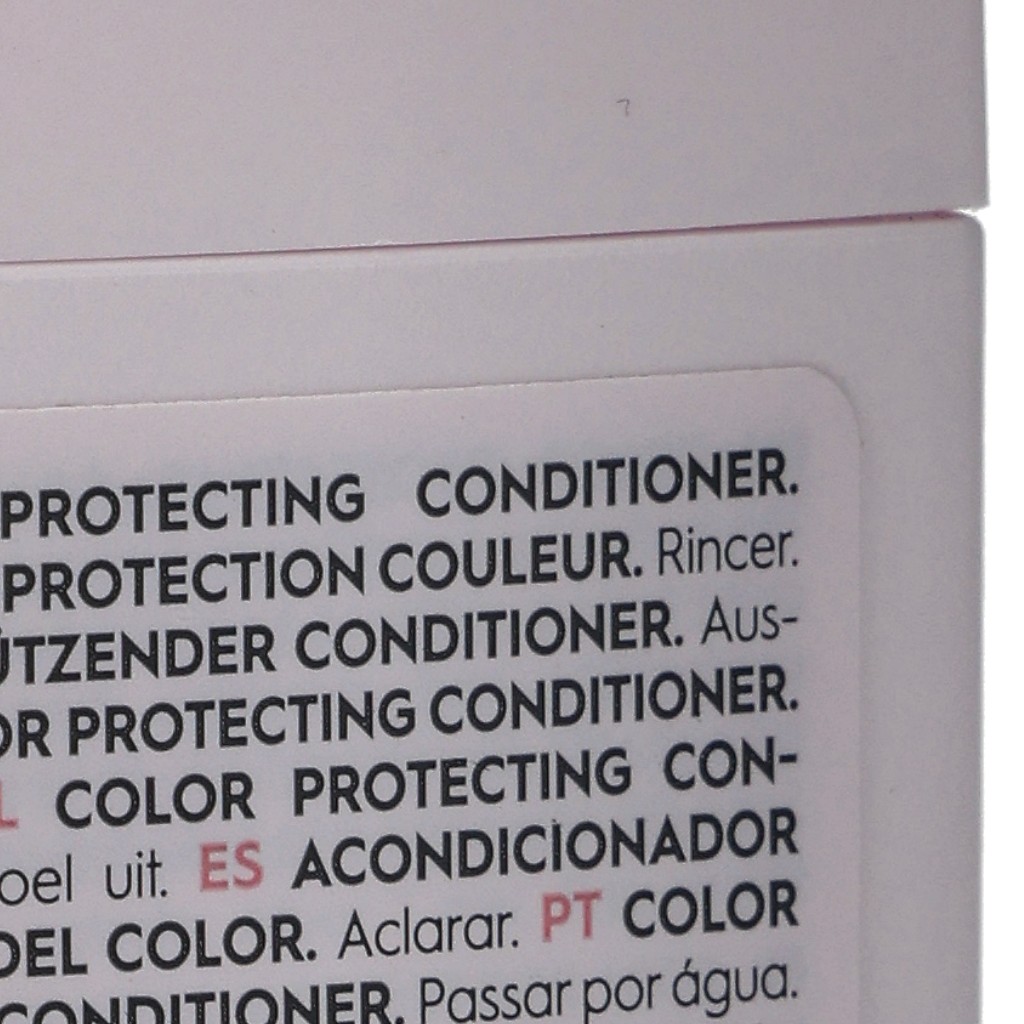 PROTECTING CONDITIONER.
PROTECTION COULEUR. Rincer.
ÜTZENDER CONDITIONER. Aus-
OR PROTECTING CONDITIONER.
L COLOR PROTECTING CON-
oel uit. ES ACONDICIONADOR
DEL COLOR. Aclarar. PT COLOR
CONDITIONER. Passar por água.